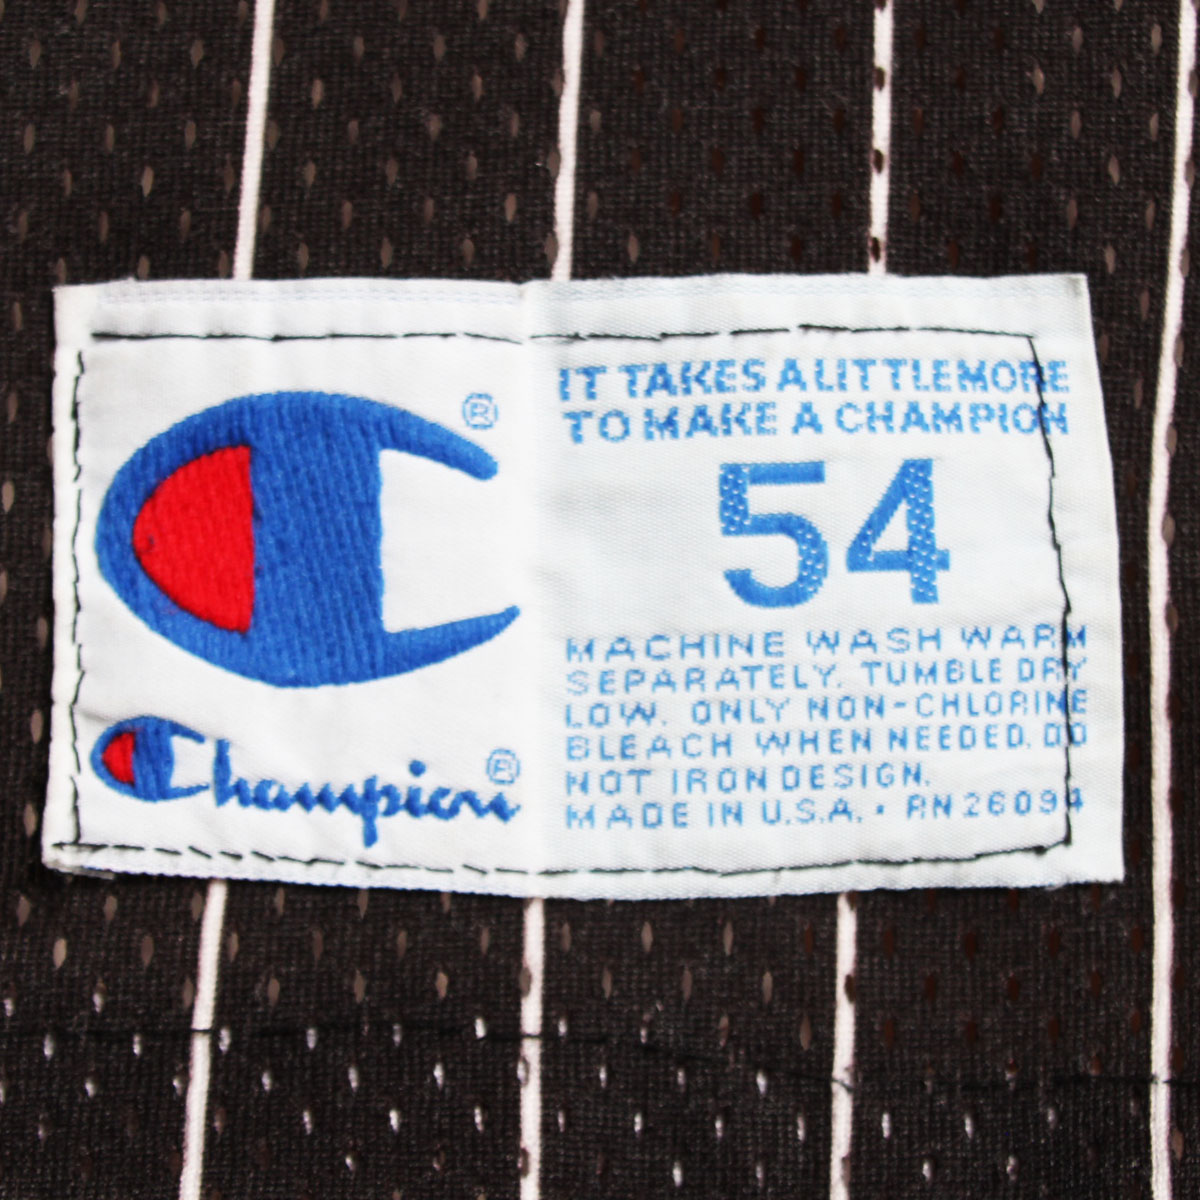 ®
Champion®
IT TAKES A LITTLE MORE
TO MAKE A CHAMPION
54
MACHINE WASH WARM
SEPARATELY. TUMBLE DRY
LOW. ONLY NON-CHLORINE
BLEACH WHEN NEEDED. DO
NOT IRON DESIGN.
MADE IN U.S.A. · RN 26094